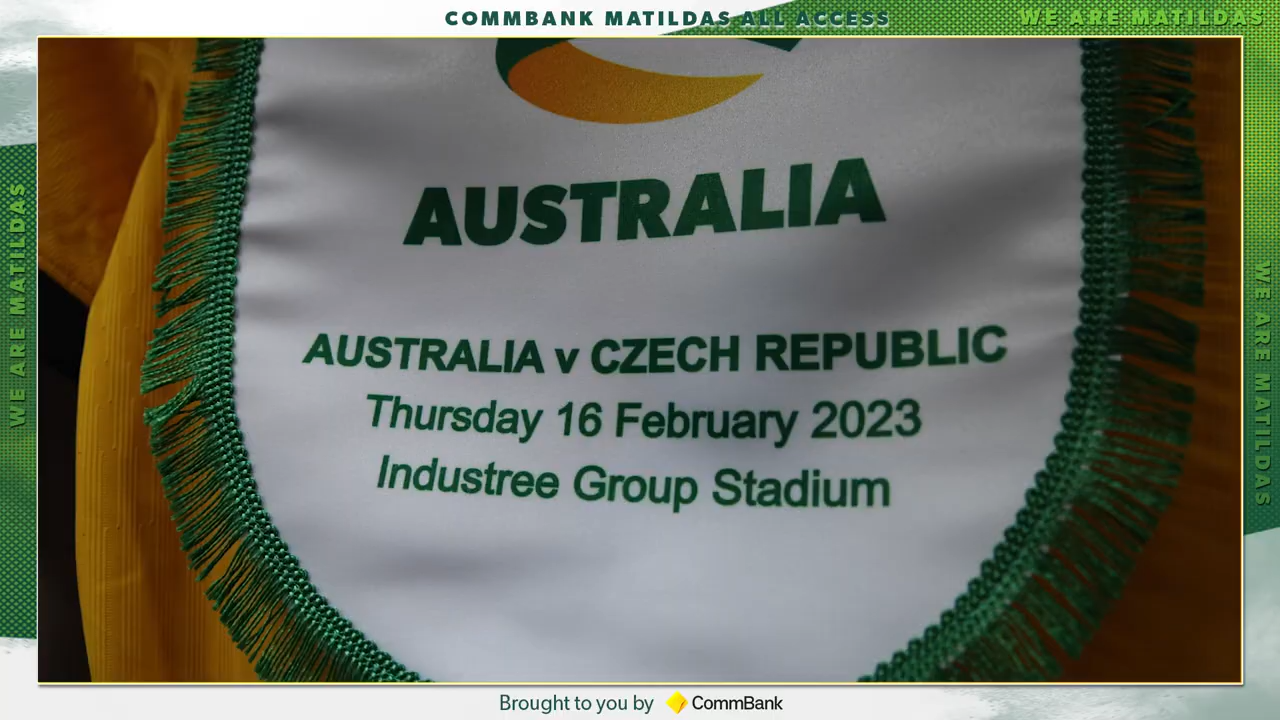 COMMBANK MATILDAS ALL ACCESS
WE ARE MATILDAS
WE ARE MATILDAS
AUSTRALIA
AUSTRALIA v CZECH REPUBLIC
Thursday 16 February 2023
Industree Group Stadium
WE ARE MATILDAS
Brought to you by CommBank